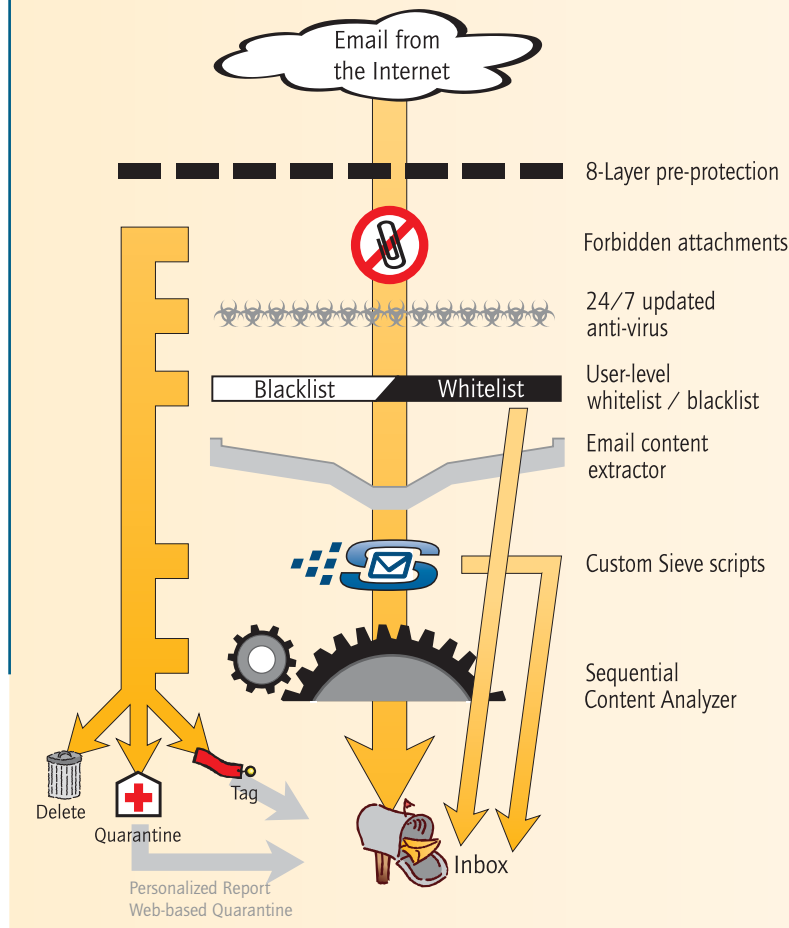 Email from
the Internet
8-Layer pre-protection
Forbidden attachments
24/7 updated
anti-virus
User-level
whitelist / blacklist
Blacklist
Whitelist
Email content
extractor
Custom Sieve scripts
Sequential
Content Analyzer
Delete
Tag
Quarantine
Inbox
Personalized Report
Web-based Quarantine